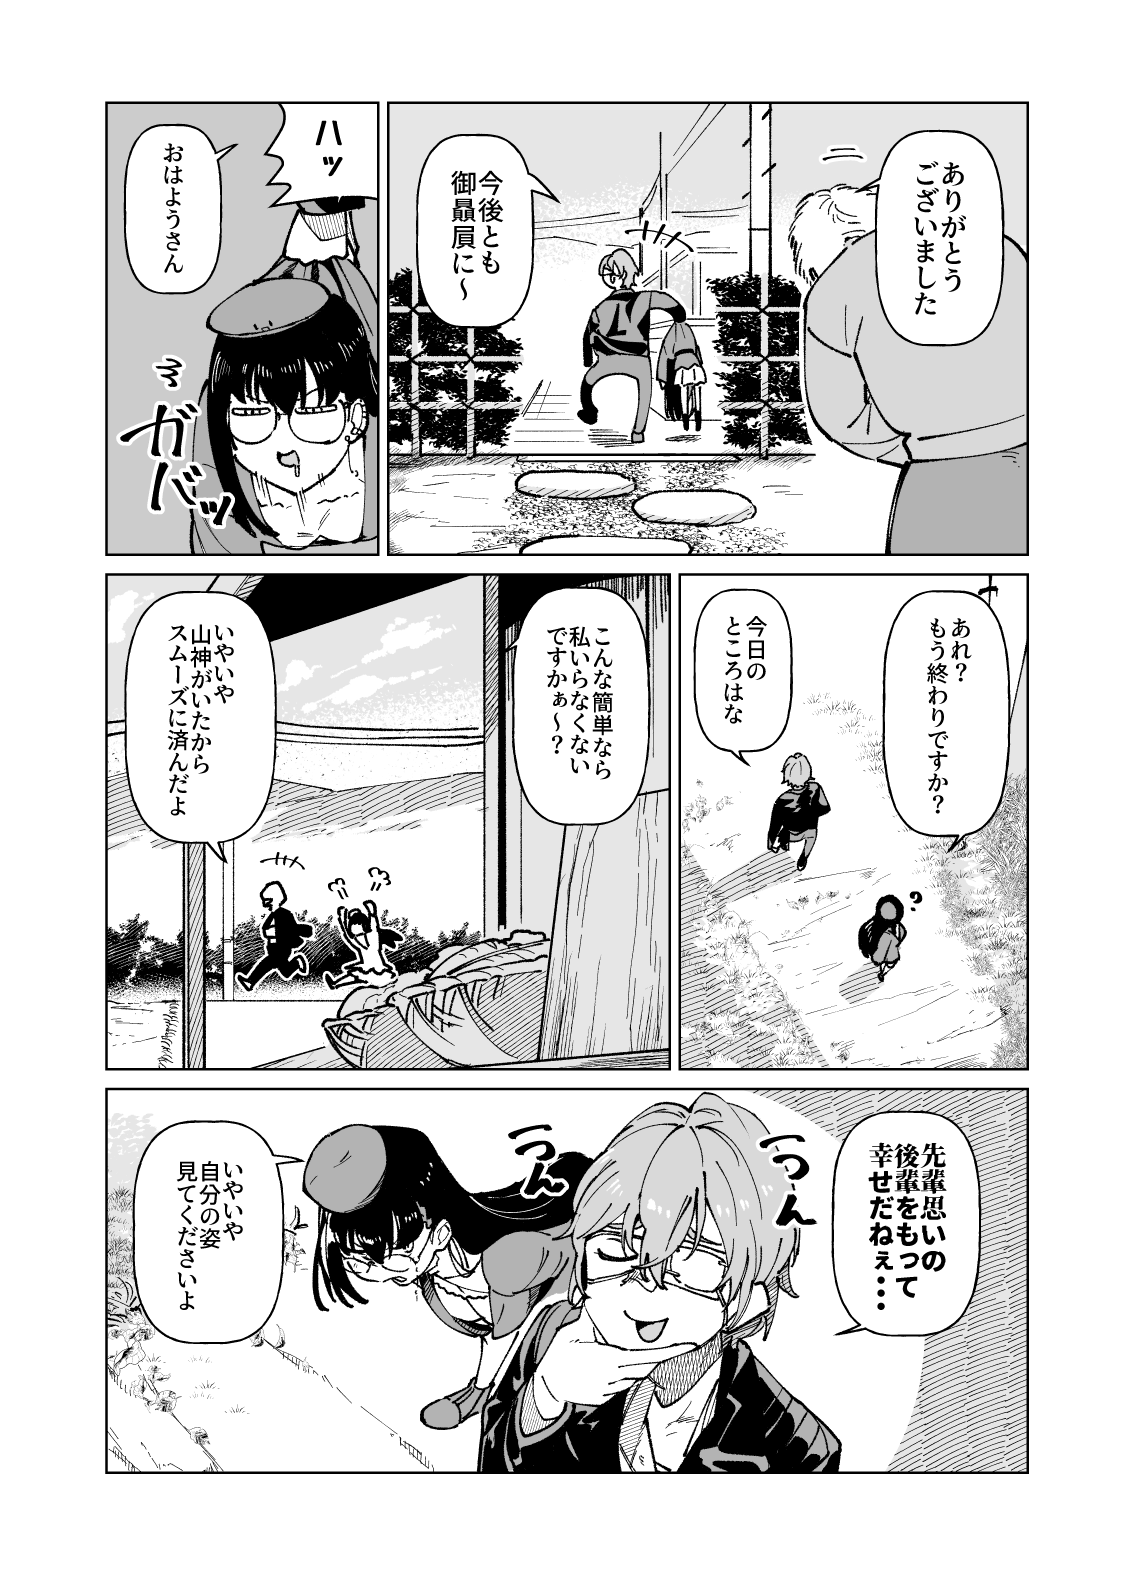 ありがとう
ございました
今後とも
御贔屓に～
ハッ
おはようさん
ガバッ
あれ？
もう終わりですか？
今日の
ところはな
こんな簡単なら
私いらなくない
ですかぁ～？
いやいや
山神がいたから
スムーズに済んだよ
先輩思いの
後輩をもって
幸せだねぇ・・・
うん
うん
いやいや
自分の姿
見てくださいよ